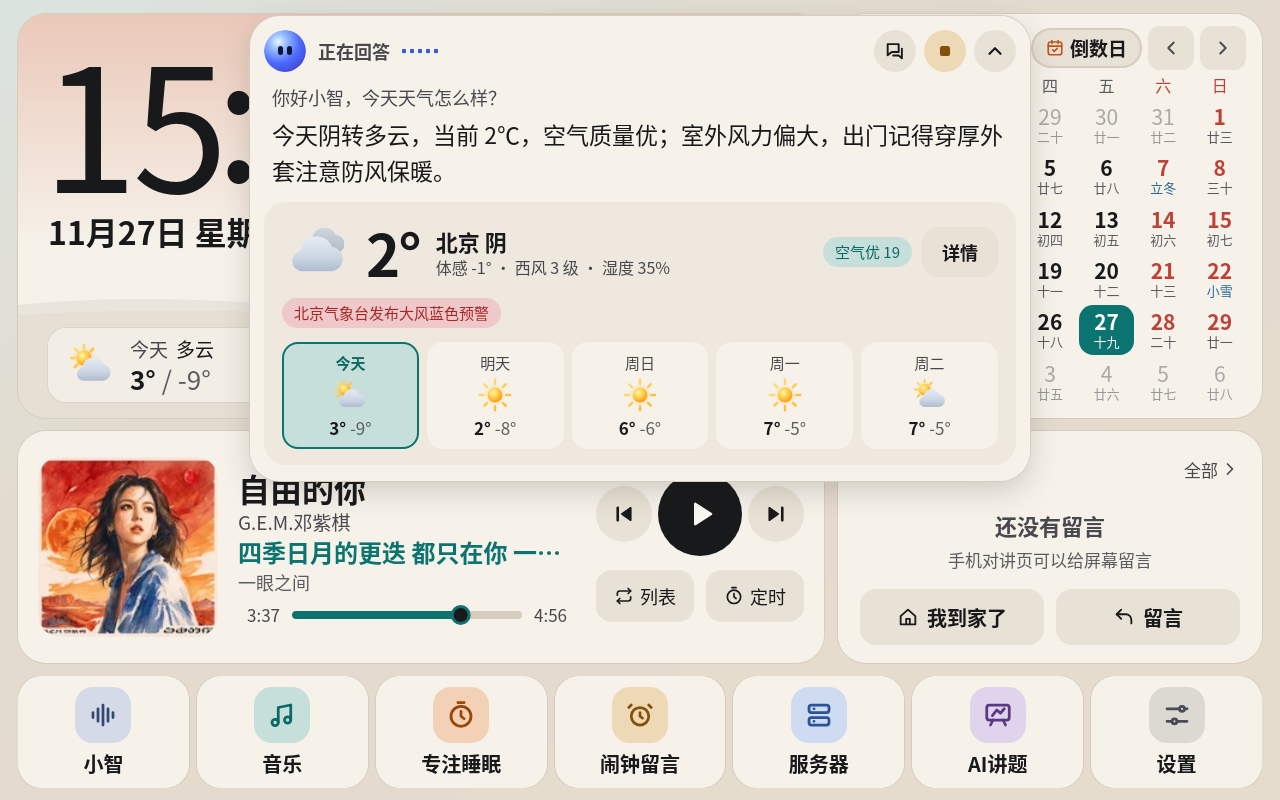 正在回答
你好小智，今天天气怎么样?
今天阴转多云，当前 2℃，空气质量优；室外风力偏大，出门记得穿厚外
套注意防风保暖。
2° 北京 阴
体感 -1° · 西风 3 级 · 湿度 35%
空气优 19
详情
北京气象台发布大风蓝色预警
今天
3° -9°
明天
2° -8°
周日
6° -6°
周一
7° -5°
周二
7° -5°
15:
11月27日 星期
今天 多云
3° / -9°
倒数日
四 五 六 日
29 30 31 1
二十 廿一 廿二 廿三
5 6 7 8
廿七 廿八 立冬 三十
12 13 14 15
初四 初五 初六 初七
19 20 21 22
十一 十二 十三 小雪
26 27 28 29
十八 十九 二十 廿一
3 4 5 6
廿五 廿六 廿七 廿八
自由的你
G.E.M.邓紫棋
四季日月的更迭 都只在你 一…
一眼之间
3:37 4:56
列表 定时
全部
还没有留言
手机对讲页可以给屏幕留言
我到家了 留言
小智 音乐 专注睡眠 闹钟留言 服务器 AI讲题 设置